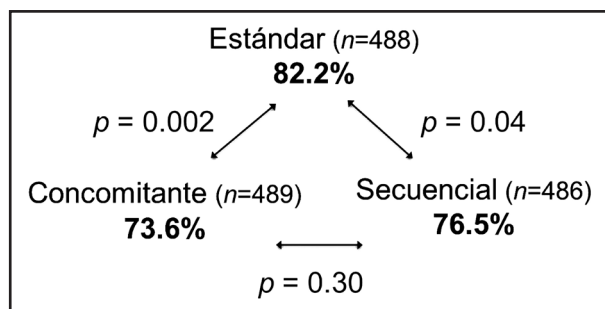 Estándar (n=488)
82.2%
p = 0.002
p = 0.04
Concomitante (n=489)
73.6%
Secuencial (n=486)
76.5%
p = 0.30